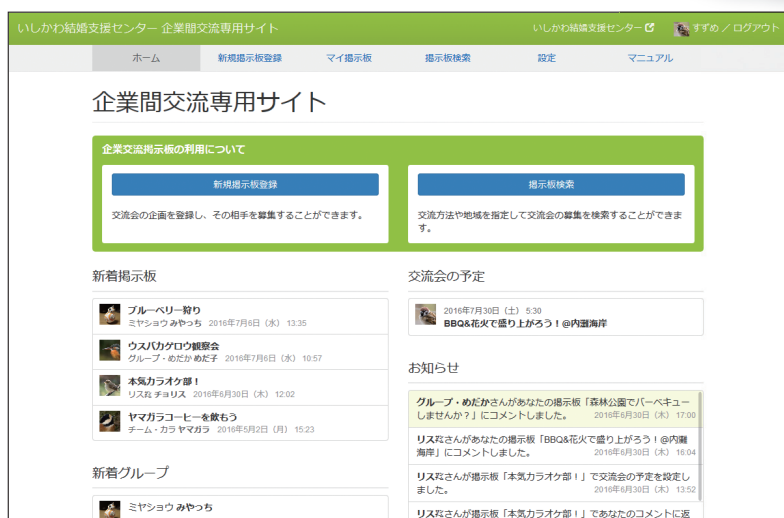 いしかわ結婚支援センター 企業間交流専用サイト
いしかわ結婚支援センター すずめ / ログアウト
ホーム 新規掲示板登録 マイ掲示板 掲示板検索 設定 マニュアル
企業間交流専用サイト
企業交流掲示板の利用について
新規掲示板登録
交流会の企画を登録し、その相手を募集することができます。
掲示板検索
交流方法や地域を指定して交流会の募集を検索することができま
す。
新着掲示板
ブルーベリー狩り
ミヤショウ みやっち 2016年7月6日（水） 13:35
ウスバカゲロウ観察会
グループ・めだか めだ子 2016年7月6日（水） 10:57
本気カラオケ部！
リス㌠ チョリス 2016年6月30日（木） 12:02
ヤマガラコーヒーを飲もう
チーム・カラ ヤマガラ 2016年5月2日（月） 15:23
新着グループ
ミヤショウ みやっち
交流会の予定
2016年7月30日（土） 5:30
BBQ&花火で盛り上がろう！@内灘海岸
お知らせ
グループ・めだかさんがあなたの掲示板「森林公園でバーベキュー
しませんか？」にコメントしました。 2016年6月30日（木） 17:00
リス㌠さんがあなたの掲示板「BBQ&花火で盛り上がろう！@内灘
海岸」にコメントしました。 2016年6月30日（木） 16:04
リス㌠さんが掲示板「本気カラオケ部！」で交流会の予定を設定し
ました。 2016年6月30日（木） 13:52
リス㌠さんが掲示板「本気カラオケ部！」であなたのコメントに返